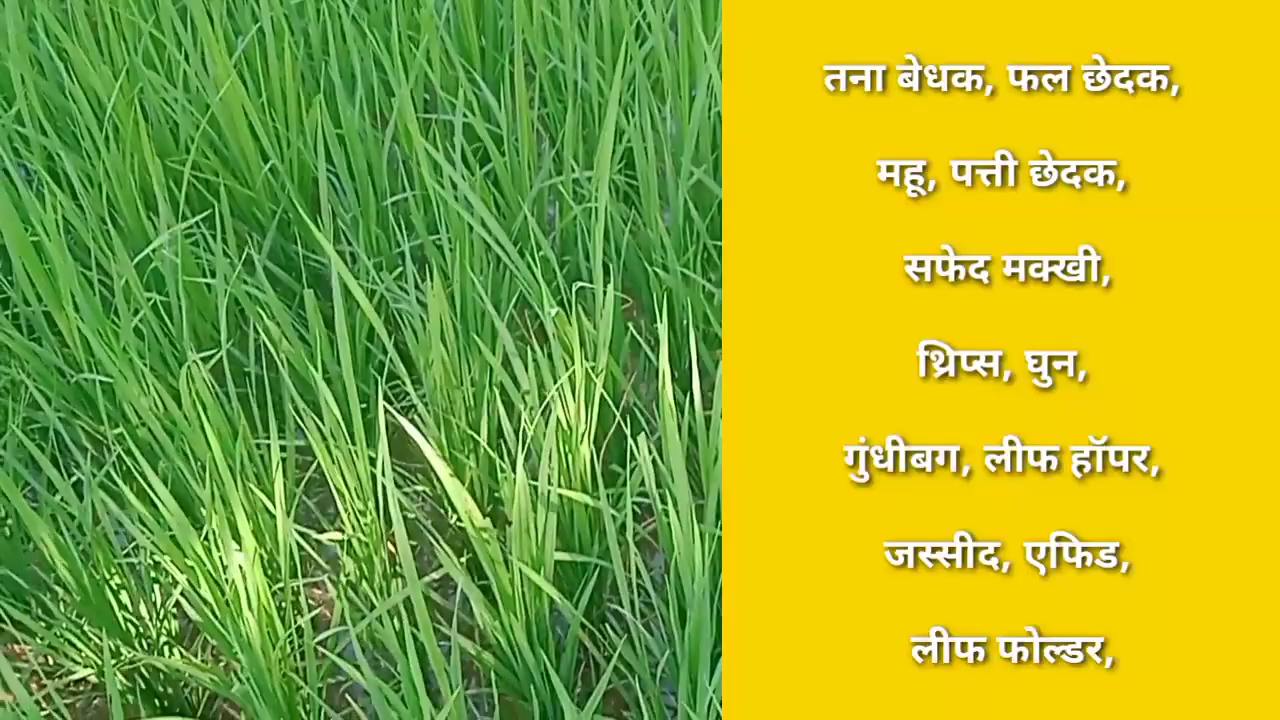 तना बेधक, फल छेदक,
महू, पत्ती छेदक,
सफेद मक्खी,
थ्रिप्स, घुन,
गुंधीबग, लीफ हॉपर,
जस्सीद, एफिड,
लीफ फोल्डर,